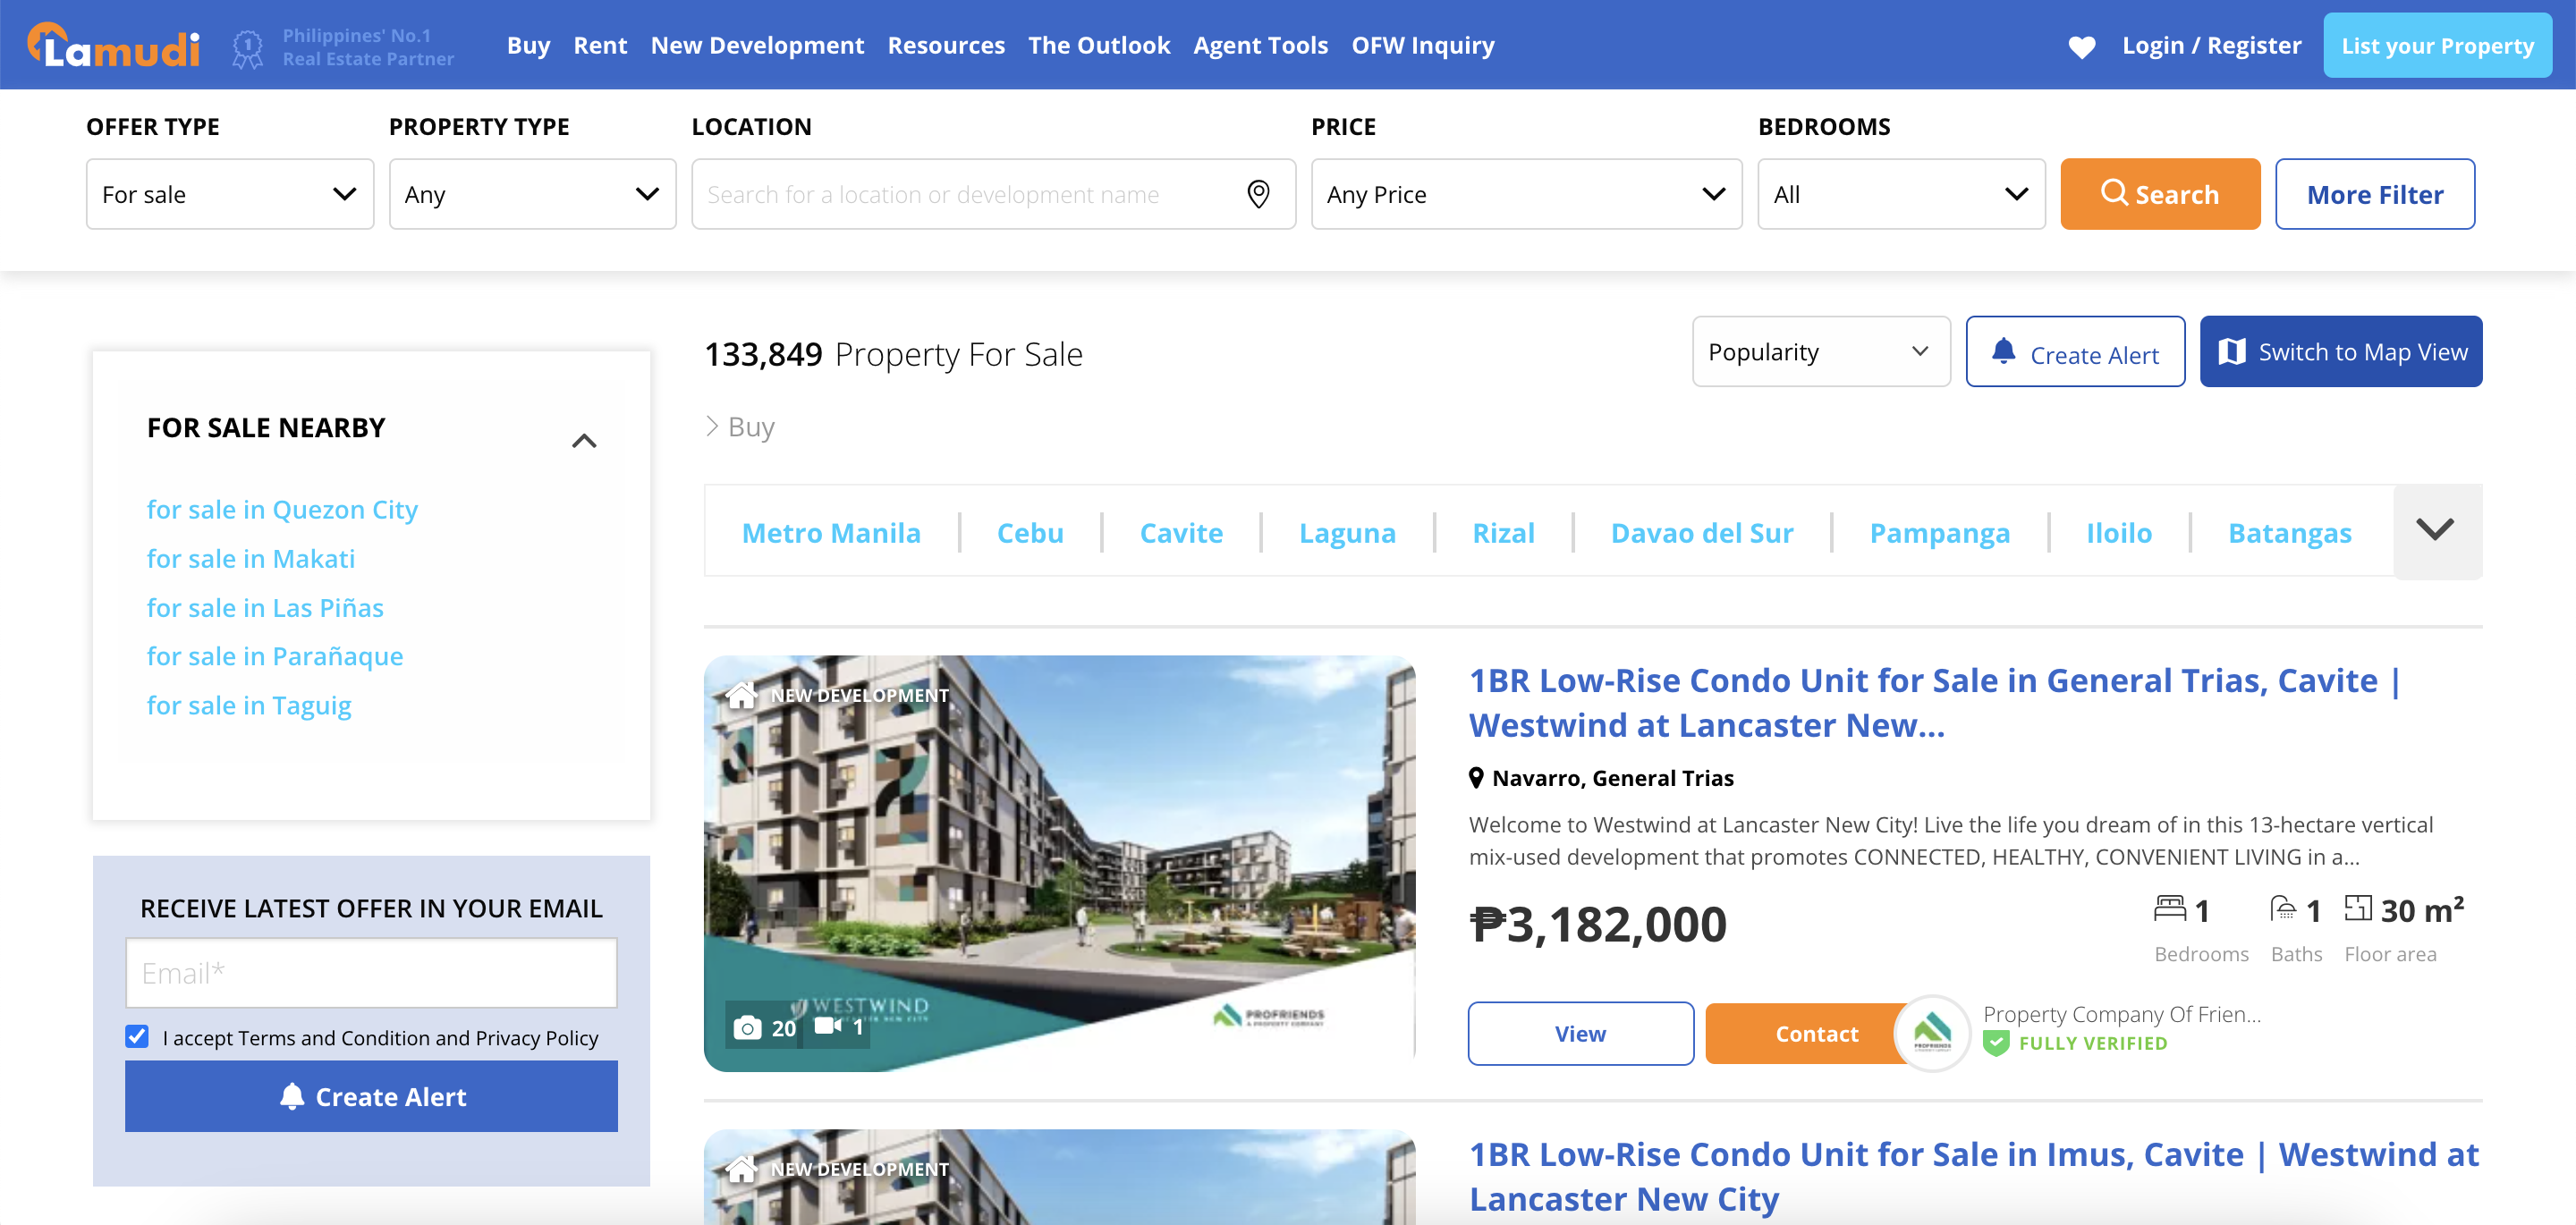 Lamudi
Philippines' No.1
Real Estate Partner
Buy Rent New Development Resources The Outlook Agent Tools OFW Inquiry
Login / Register
List your Property
OFFER TYPE PROPERTY TYPE LOCATION PRICE BEDROOMS
For sale
Any
Search for a location or development name
Any Price
All
Search
More Filter
133,849 Property For Sale
Popularity
Create Alert
Switch to Map View
> Buy
FOR SALE NEARBY
for sale in Quezon City
for sale in Makati
for sale in Las Piñas
for sale in Parañaque
for sale in Taguig
RECEIVE LATEST OFFER IN YOUR EMAIL
Email*
I accept Terms and Condition and Privacy Policy
Create Alert
Metro Manila | Cebu | Cavite | Laguna | Rizal | Davao del Sur | Pampanga | Iloilo | Batangas
NEW DEVELOPMENT
WESTWIND
PROFRIENDS
A PROPERTY COMPANY
20
1
1BR Low-Rise Condo Unit for Sale in General Trias, Cavite |
Westwind at Lancaster New...
Navarro, General Trias
Welcome to Westwind at Lancaster New City! Live the life you dream of in this 13-hectare vertical
mix-used development that promotes CONNECTED, HEALTHY, CONVENIENT LIVING in a...
₱3,182,000
1 1 30 m²
Bedrooms Baths Floor area
View
Contact
PROFRIENDS
Property Company Of Frien...
FULLY VERIFIED
NEW DEVELOPMENT
1BR Low-Rise Condo Unit for Sale in Imus, Cavite | Westwind at
Lancaster New City